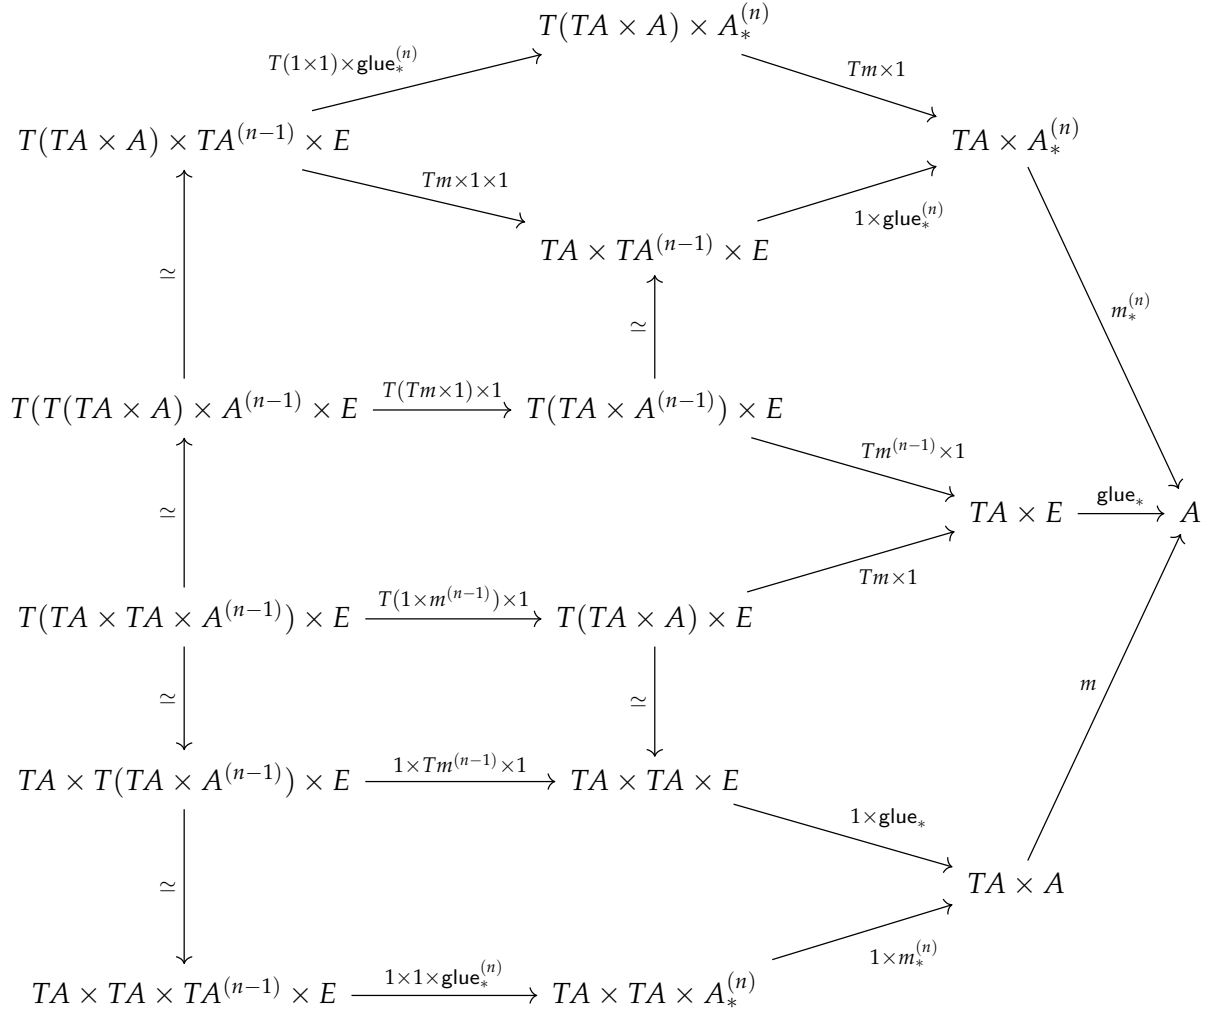 T(TA × A) × A_*^{(n)}
T(1×1)×glue_*^{(n)}
Tm×1
T(TA × A) × TA^{(n−1)} × E
TA × A_*^{(n)}
Tm×1×1
1×glue_*^{(n)}
TA × TA^{(n−1)} × E
≃
m_*^{(n)}
≃
T(T(TA × A) × A^{(n−1)} × E
T(Tm×1)×1
T(TA × A^{(n−1)}) × E
Tm^{(n−1)}×1
≃
TA × E
glue_*
A
Tm×1
T(TA × TA × A^{(n−1)}) × E
T(1×m^{(n−1)})×1
T(TA × A) × E
≃
≃
m
TA × T(TA × A^{(n−1)}) × E
1×Tm^{(n−1)}×1
TA × TA × E
1×glue_*
≃
TA × A
1×m_*^{(n)}
TA × TA × TA^{(n−1)} × E
1×1×glue_*^{(n)}
TA × TA × A_*^{(n)}